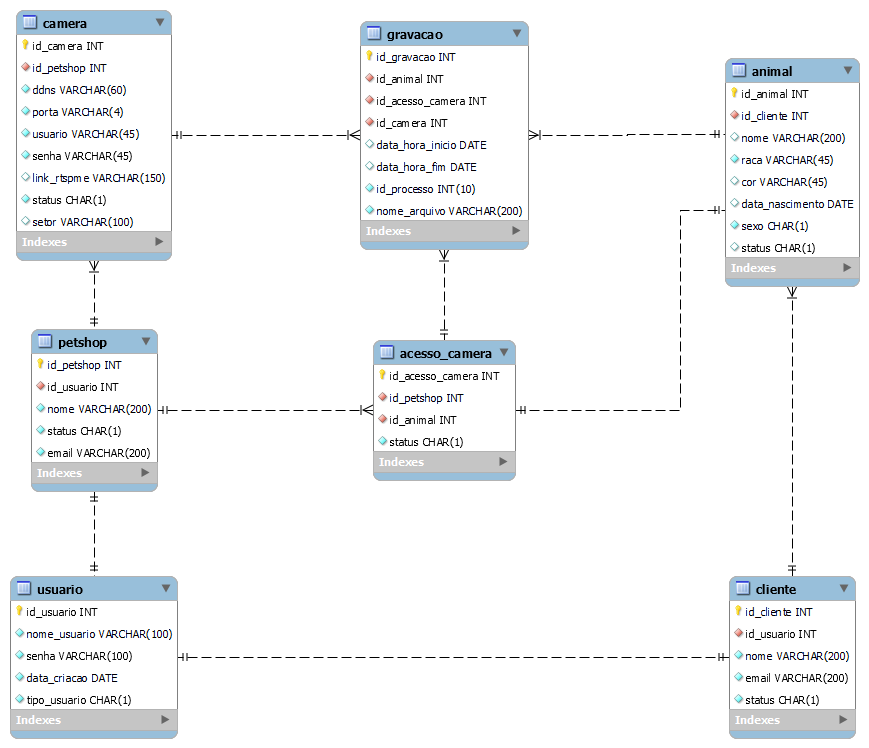 camera
id_camera INT
id_petshop INT
ddns VARCHAR(60)
porta VARCHAR(4)
usuario VARCHAR(45)
senha VARCHAR(45)
link_rtspme VARCHAR(150)
status CHAR(1)
setor VARCHAR(100)
Indexes
gravacao
id_gravacao INT
id_animal INT
id_acesso_camera INT
id_camera INT
data_hora_inicio DATE
data_hora_fim DATE
id_processo INT(10)
nome_arquivo VARCHAR(200)
Indexes
animal
id_animal INT
id_cliente INT
nome VARCHAR(200)
raca VARCHAR(45)
cor VARCHAR(45)
data_nascimento DATE
sexo CHAR(1)
status CHAR(1)
Indexes
petshop
id_petshop INT
id_usuario INT
nome VARCHAR(200)
status CHAR(1)
email VARCHAR(200)
Indexes
acesso_camera
id_acesso_camera INT
id_petshop INT
id_animal INT
status CHAR(1)
Indexes
usuario
id_usuario INT
nome_usuario VARCHAR(100)
senha VARCHAR(100)
data_criacao DATE
tipo_usuario CHAR(1)
Indexes
cliente
id_cliente INT
id_usuario INT
nome VARCHAR(200)
email VARCHAR(200)
status CHAR(1)
Indexes